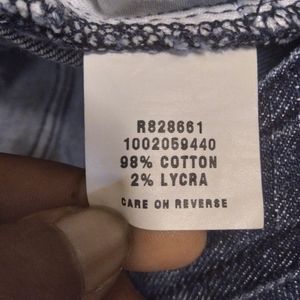 R828661
1002059440
98% COTTON
2% LYCRA
CARE ON REVERSE